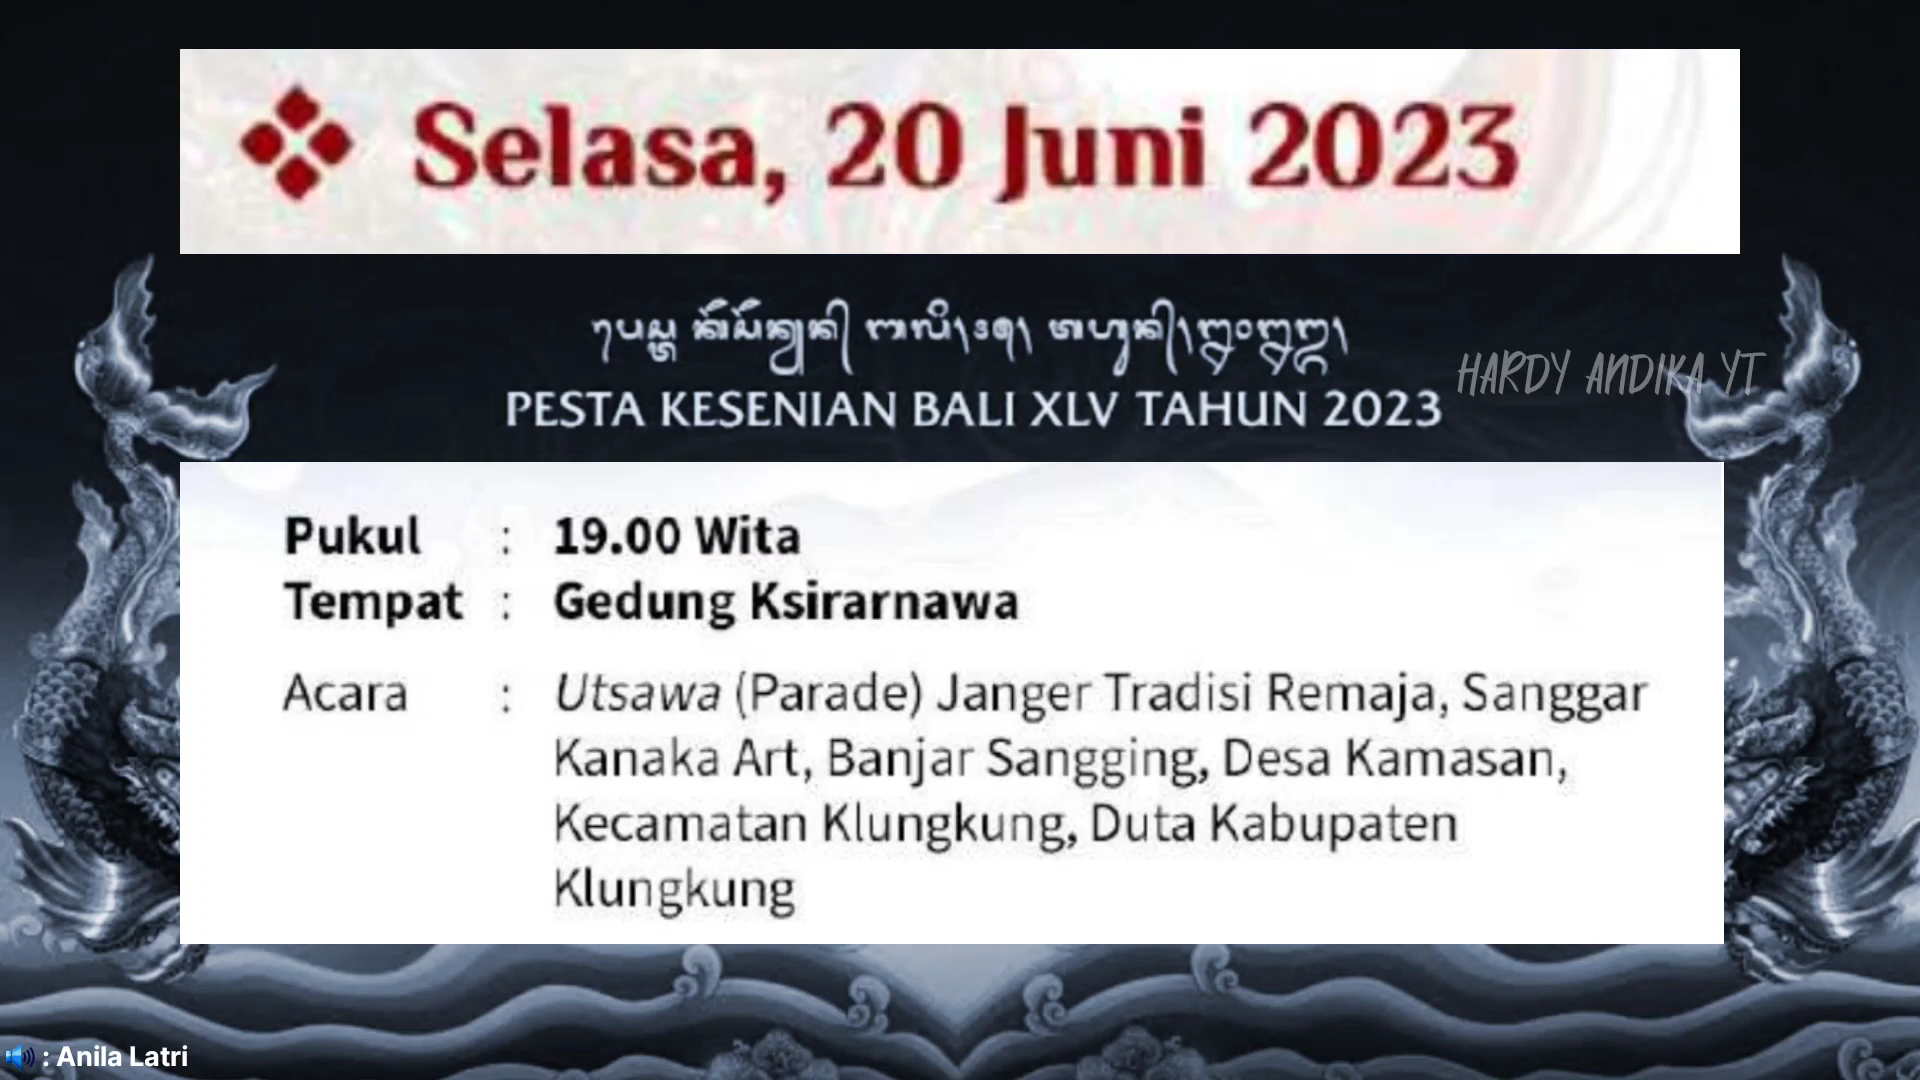 Selasa, 20 Juni 2023
PESTA KESENIAN BALI XLV TAHUN 2023
HARDY ANDIKA YT
Pukul : 19.00 Wita
Tempat : Gedung Ksirarnawa
Acara : Utsawa (Parade) Janger Tradisi Remaja, Sanggar
Kanaka Art, Banjar Sangging, Desa Kamasan,
Kecamatan Klungkung, Duta Kabupaten
Klungkung
: Anila Latri